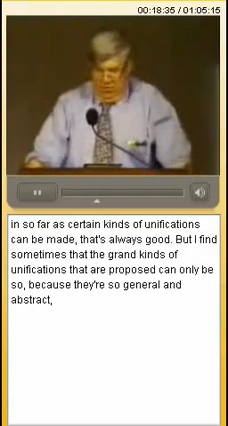 00:18:35 / 01:05:15
in so far as certain kinds of unifications
can be made, that's always good. But I find
sometimes that the grand kinds of
unifications that are proposed can only be
so, because they're so general and
abstract,